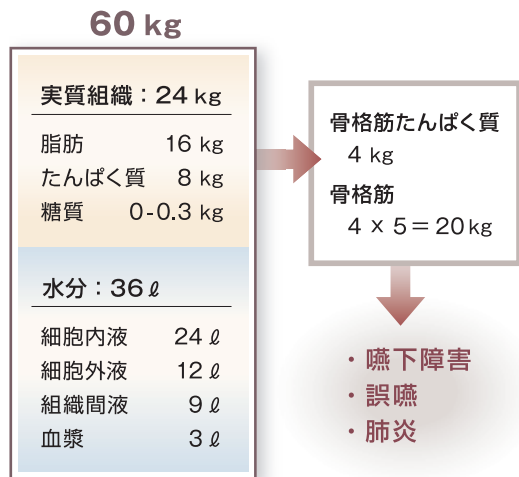 60 kg
実質組織：24 kg
脂肪 16 kg
たんぱく質 8 kg
糖質 0-0.3 kg
水分：36ℓ
細胞内液 24 ℓ
細胞外液 12 ℓ
組織間液 9 ℓ
血漿 3 ℓ
骨格筋たんぱく質
4 kg
骨格筋
4 × 5＝20kg
・嚥下障害
・誤嚥
・肺炎